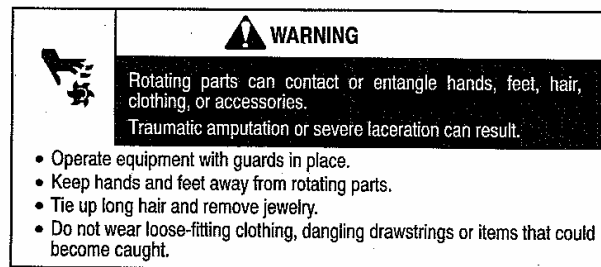 WARNING
Rotating parts can contact or entangle hands, feet, hair,
clothing, or accessories.
Traumatic amputation or severe laceration can result.
• Operate equipment with guards in place.
• Keep hands and feet away from rotating parts.
• Tie up long hair and remove jewelry.
• Do not wear loose-fitting clothing, dangling drawstrings or items that could
become caught.